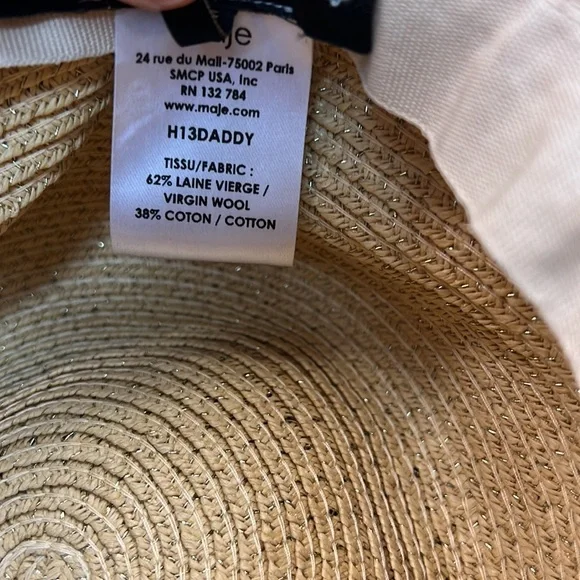 maje
24 rue du Mail-75002 Paris
SMCP USA, Inc
RN 132 784
www.maje.com
H13DADDY
TISSU/FABRIC :
62% LAINE VIERGE /
VIRGIN WOOL
38% COTON / COTTON